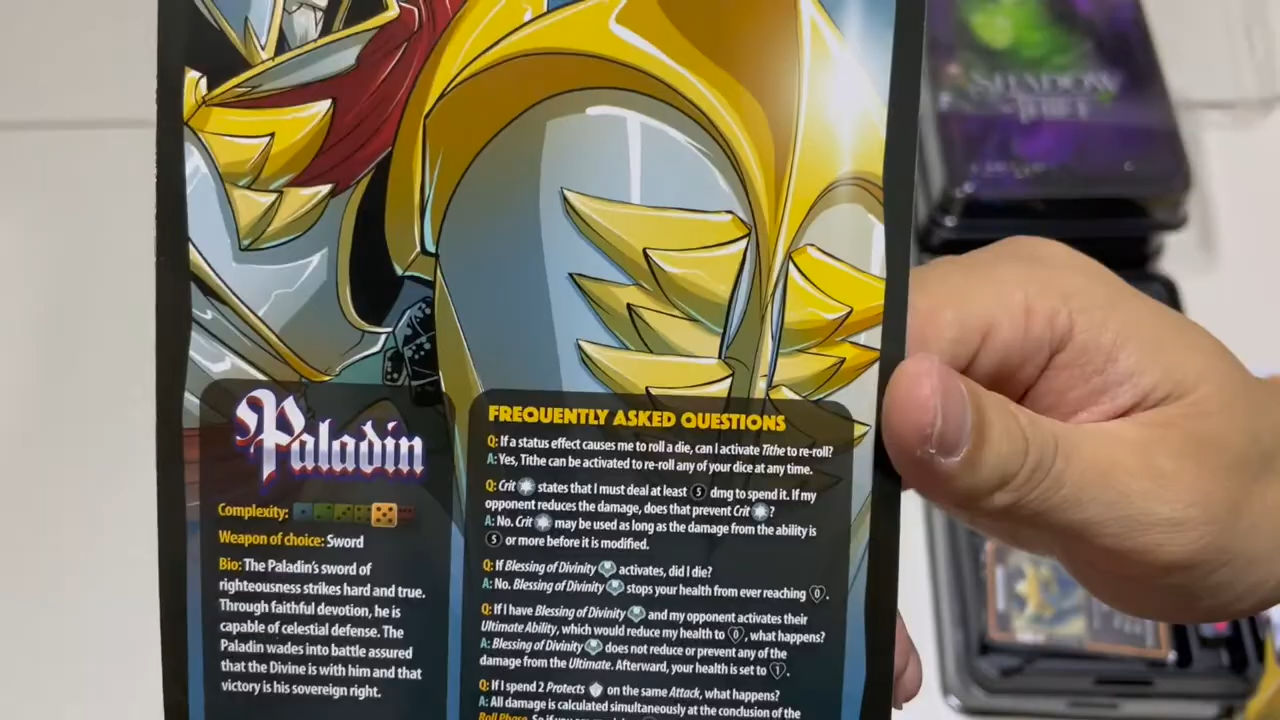 SHADOW
THIEF
Paladin
Complexity:
Weapon of choice: Sword
Bio: The Paladin's sword of
righteousness strikes hard and true.
Through faithful devotion, he is
capable of celestial defense. The
Paladin wades into battle assured
that the Divine is with him and that
victory is his sovereign right.
FREQUENTLY ASKED QUESTIONS
Q: If a status effect causes me to roll a die, can I activate Tithe to re-roll?
A: Yes, Tithe can be activated to re-roll any of your dice at any time.
Q: Crit states that I must deal at least 5 dmg to spend it. If my
opponent reduces the damage, does that prevent Crit ?
A: No. Crit may be used as long as the damage from the ability is
5 or more before it is modified.
Q: If Blessing of Divinity activates, did I die?
A: No. Blessing of Divinity stops your health from ever reaching 0.
Q: If I have Blessing of Divinity and my opponent activates their
Ultimate Ability, which would reduce my health to 0, what happens?
A: Blessing of Divinity does not reduce or prevent any of the
damage from the Ultimate. Afterward, your health is set to 1.
Q: If I spend 2 Protects on the same Attack, what happens?
A: All damage is calculated simultaneously at the conclusion of the
Roll Phase. So if you